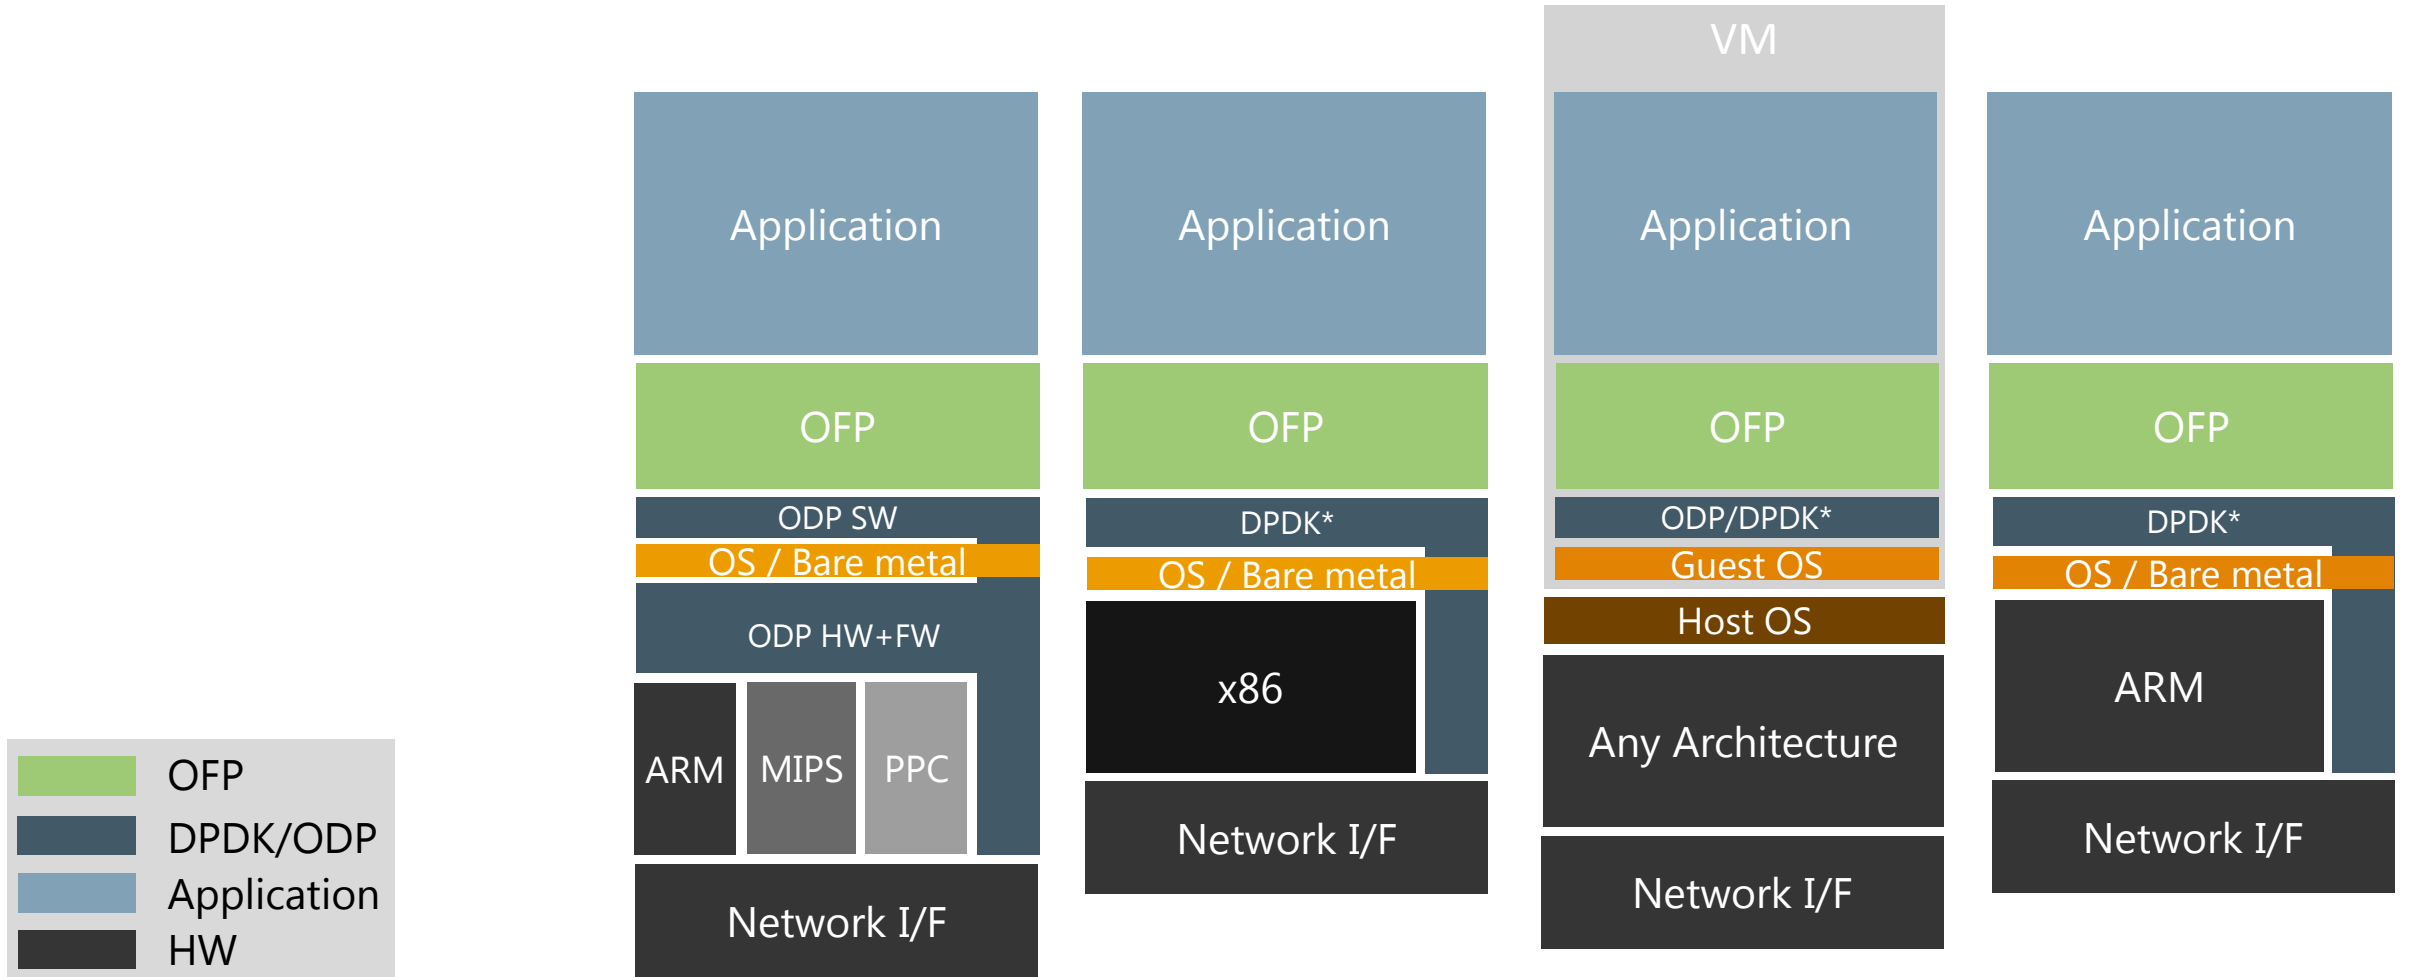 Application
OFP
ODP SW
OS / Bare metal
ODP HW+FW
ARM
MIPS
PPC
Network I/F
Application
OFP
DPDK*
OS / Bare metal
x86
Network I/F
VM
Application
OFP
ODP/DPDK*
Guest OS
Host OS
Any Architecture
Network I/F
Application
OFP
DPDK*
OS / Bare metal
ARM
Network I/F
OFP
DPDK/ODP
Application
HW